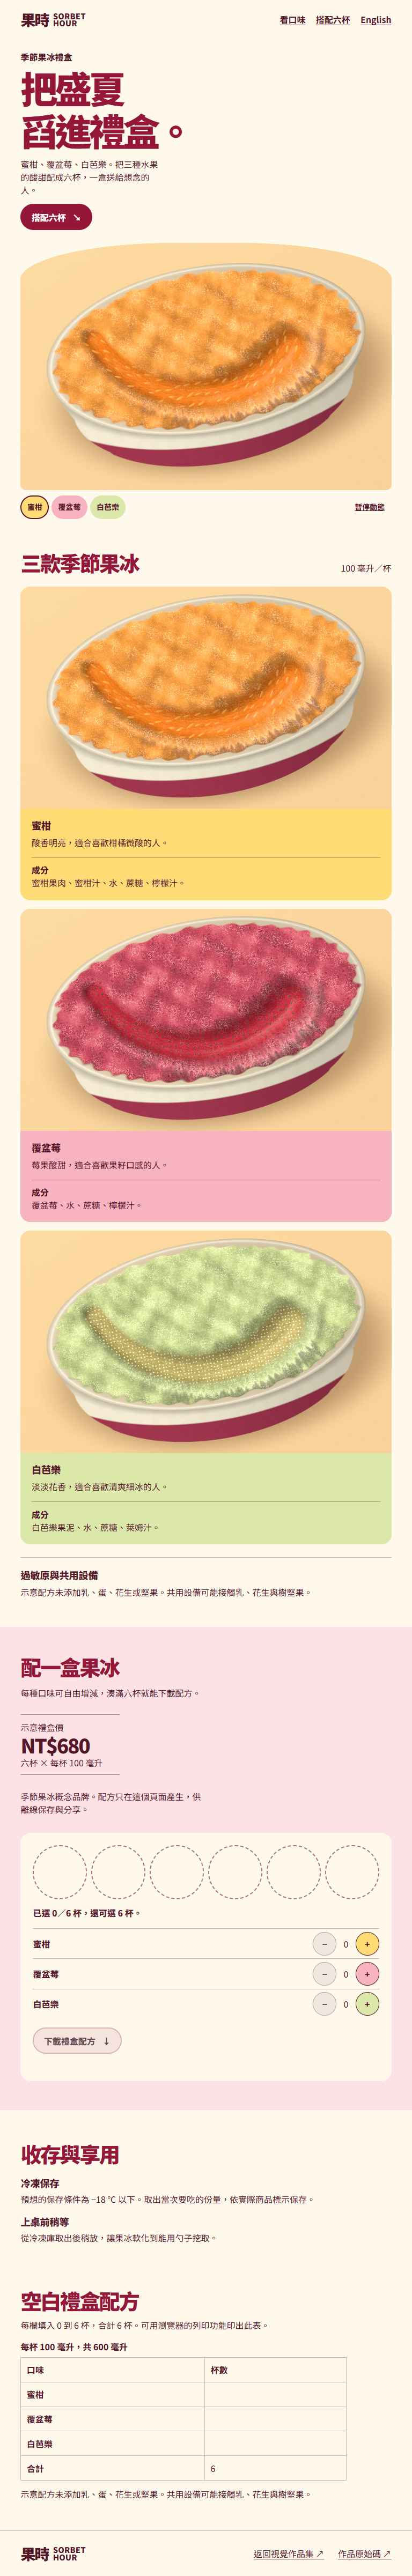 果時 SORBET HOUR
看口味 搭配六杯 English
季節果冰禮盒
把盛夏
舀進禮盒。
蜜柑、覆盆莓、白芭樂。把三種水果
的酸甜配成六杯，一盒送給想念的
人。
搭配六杯 ↘
蜜柑 覆盆莓 白芭樂 暫停動態
三款季節果冰 100 毫升／杯
蜜柑
酸香明亮，適合喜歡柑橘微酸的人。
成分
蜜柑果肉、蜜柑汁、水、蔗糖、檸檬汁。
覆盆莓
莓果酸甜，適合喜歡果籽口感的人。
成分
覆盆莓、水、蔗糖、檸檬汁。
白芭樂
淡淡花香，適合喜歡清爽細冰的人。
成分
白芭樂果泥、水、蔗糖、萊姆汁。
過敏原與共用設備
示意配方未添加乳、蛋、花生或堅果。共用設備可能接觸乳、花生與樹堅果。
配一盒果冰
每種口味可自由增減，湊滿六杯就能下載配方。
示意禮盒價
NT$680
六杯 × 每杯 100 毫升
季節果冰概念品牌。配方只在這個頁面產生，供
離線保存與分享。
已選 0／6 杯，還可選 6 杯。
蜜柑 − 0 +
覆盆莓 − 0 +
白芭樂 − 0 +
下載禮盒配方 ↓
收存與享用
冷凍保存
預想的保存條件為 −18 °C 以下。取出當次要吃的份量，依實際商品標示保存。
上桌前稍等
從冷凍庫取出後稍放，讓果冰軟化到能用勺子挖取。
空白禮盒配方
每欄填入 0 到 6 杯，合計 6 杯。可用瀏覽器的列印功能印出此表。
每杯 100 毫升，共 600 毫升
口味 杯數
蜜柑
覆盆莓
白芭樂
合計 6
示意配方未添加乳、蛋、花生或堅果。共用設備可能接觸乳、花生與樹堅果。
果時 SORBET HOUR
返回視覺作品集 ↗ 作品原始碼 ↗